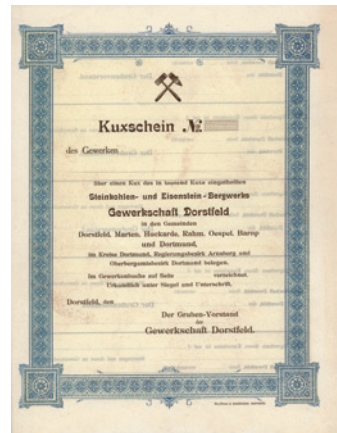 Kuxschein №
des Gewerken
über einen Kux des in tausend Kuxe eingetheilten
Steinkohlen- und Eisenstein-Bergwerks
Gewerkschaft Dorstfeld
in den Gemeinden
Dorstfeld, Marten, Huckarde, Rahm, Oespel, Barop
und Dortmund,
im Kreise Dortmund, Regierungsbezirk Arnsberg und
Oberbergamtsbezirk Dortmund belegen.
Im Gewerkenbuche auf Seite verzeichnet.
Urkundlich unter Siegel und Unterschrift.
Dorstfeld, den
Der Gruben-Vorstand
der
Gewerkschaft Dorstfeld.